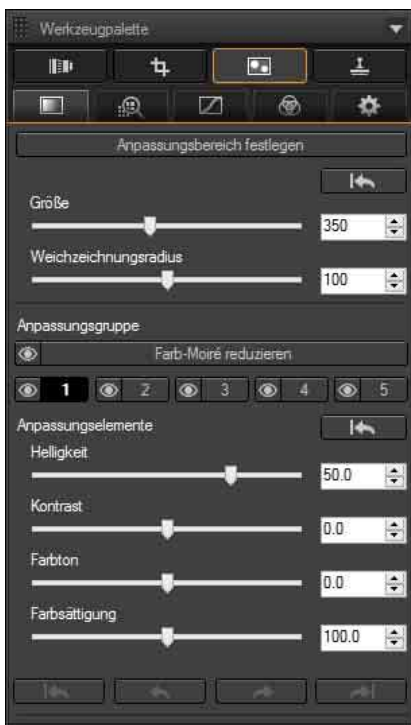 Werkzeugpalette
Anpassungsbereich festlegen
Größe
350
Weichzeichnungsradius
100
Anpassungsgruppe
Farb-Moiré reduzieren
1 2 3 4 5
Anpassungselemente
Helligkeit
50.0
Kontrast
0.0
Farbton
0.0
Farbsättigung
100.0